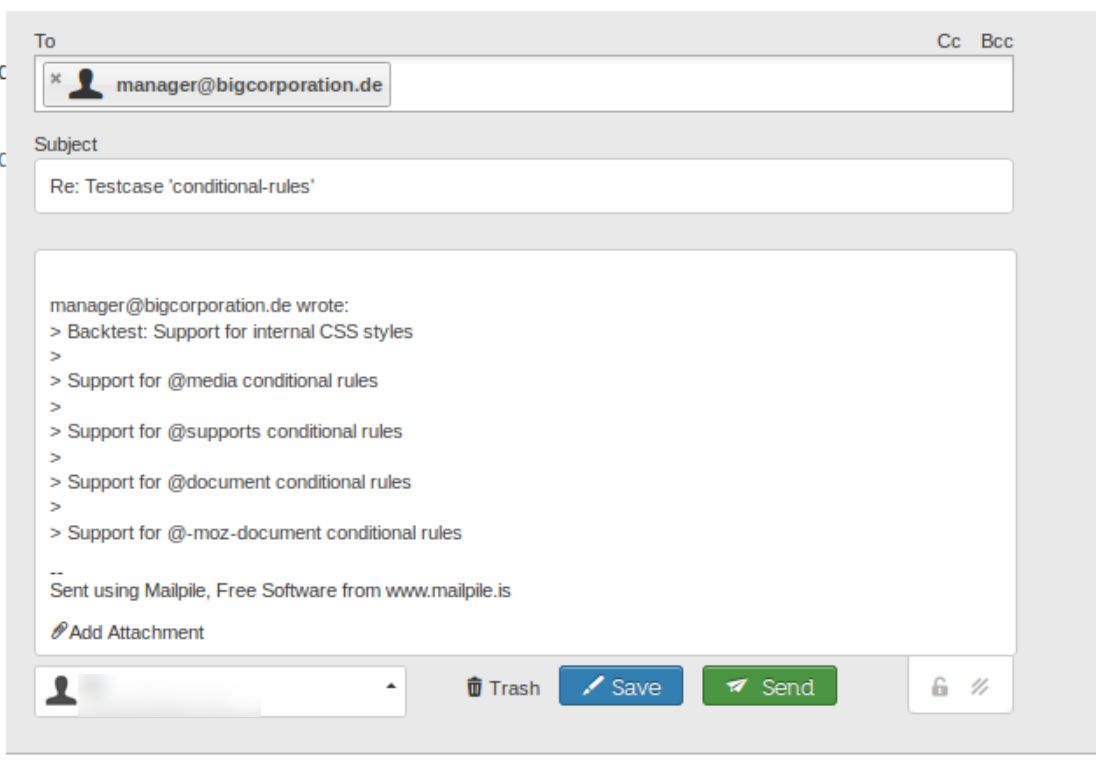 To
Cc Bcc
× manager@bigcorporation.de
Subject
Re: Testcase 'conditional-rules'
manager@bigcorporation.de wrote:
> Backtest: Support for internal CSS styles
>
> Support for @media conditional rules
>
> Support for @supports conditional rules
>
> Support for @document conditional rules
>
> Support for @-moz-document conditional rules
--
Sent using Mailpile, Free Software from www.mailpile.is
Add Attachment
Trash Save Send